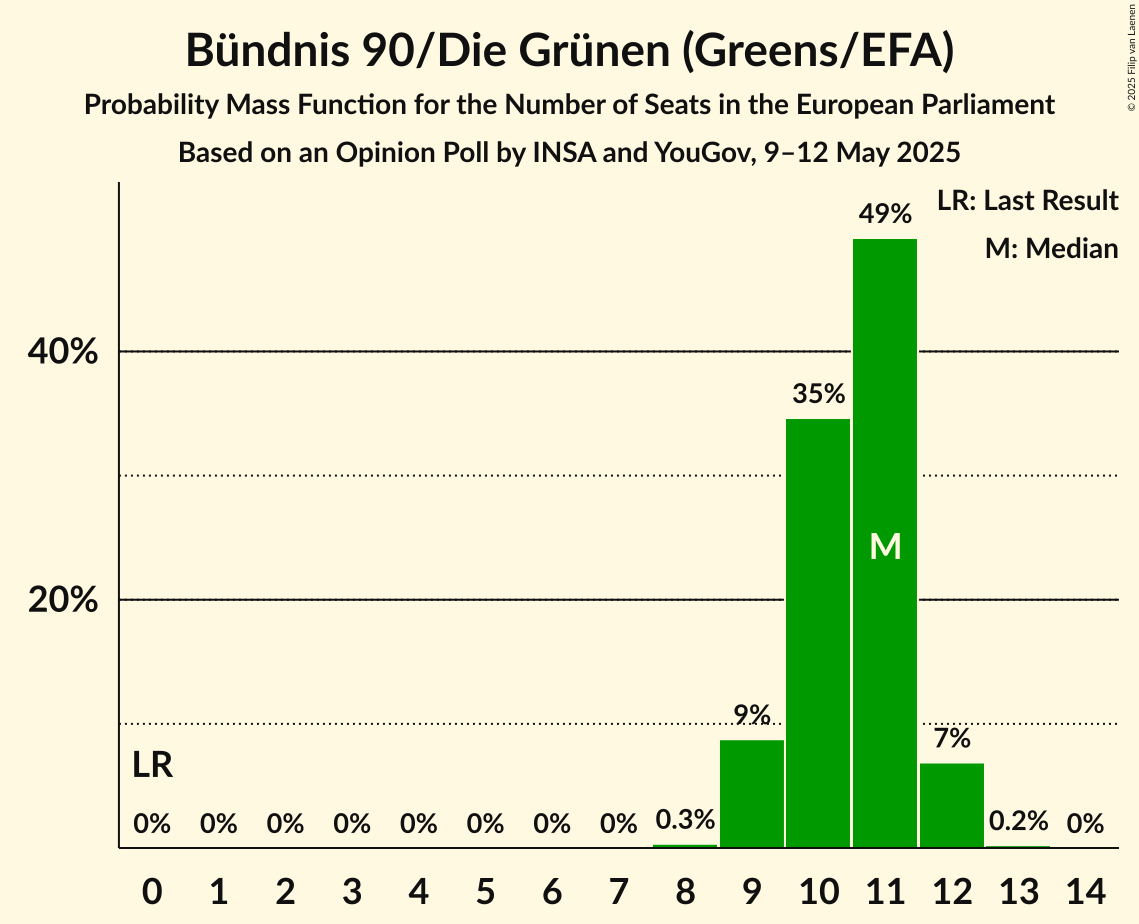 Bündnis 90/Die Grünen (Greens/EFA)
Probability Mass Function for the Number of Seats in the European Parliament
Based on an Opinion Poll by INSA and YouGov, 9–12 May 2025
© 2025 Filip van Laenen
LR: Last Result
M: Median
49%
40%
35%
M
20%
9%
7%
LR
0% 0% 0% 0% 0% 0% 0% 0% 0.3% 0.2% 0%
0 1 2 3 4 5 6 7 8 9 10 11 12 13 14